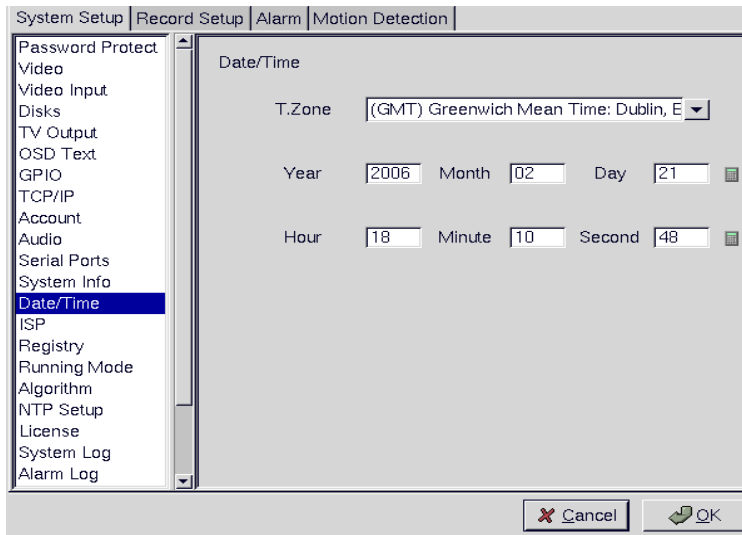 System Setup Record Setup Alarm Motion Detection
Password Protect
Video
Video Input
Disks
TV Output
OSD Text
GPIO
TCP/IP
Account
Audio
Serial Ports
System Info
Date/Time
ISP
Registry
Running Mode
Algorithm
NTP Setup
License
System Log
Alarm Log
Date/Time
T.Zone (GMT) Greenwich Mean Time: Dublin, E
Year 2006 Month 02 Day 21
Hour 18 Minute 10 Second 48
Cancel OK